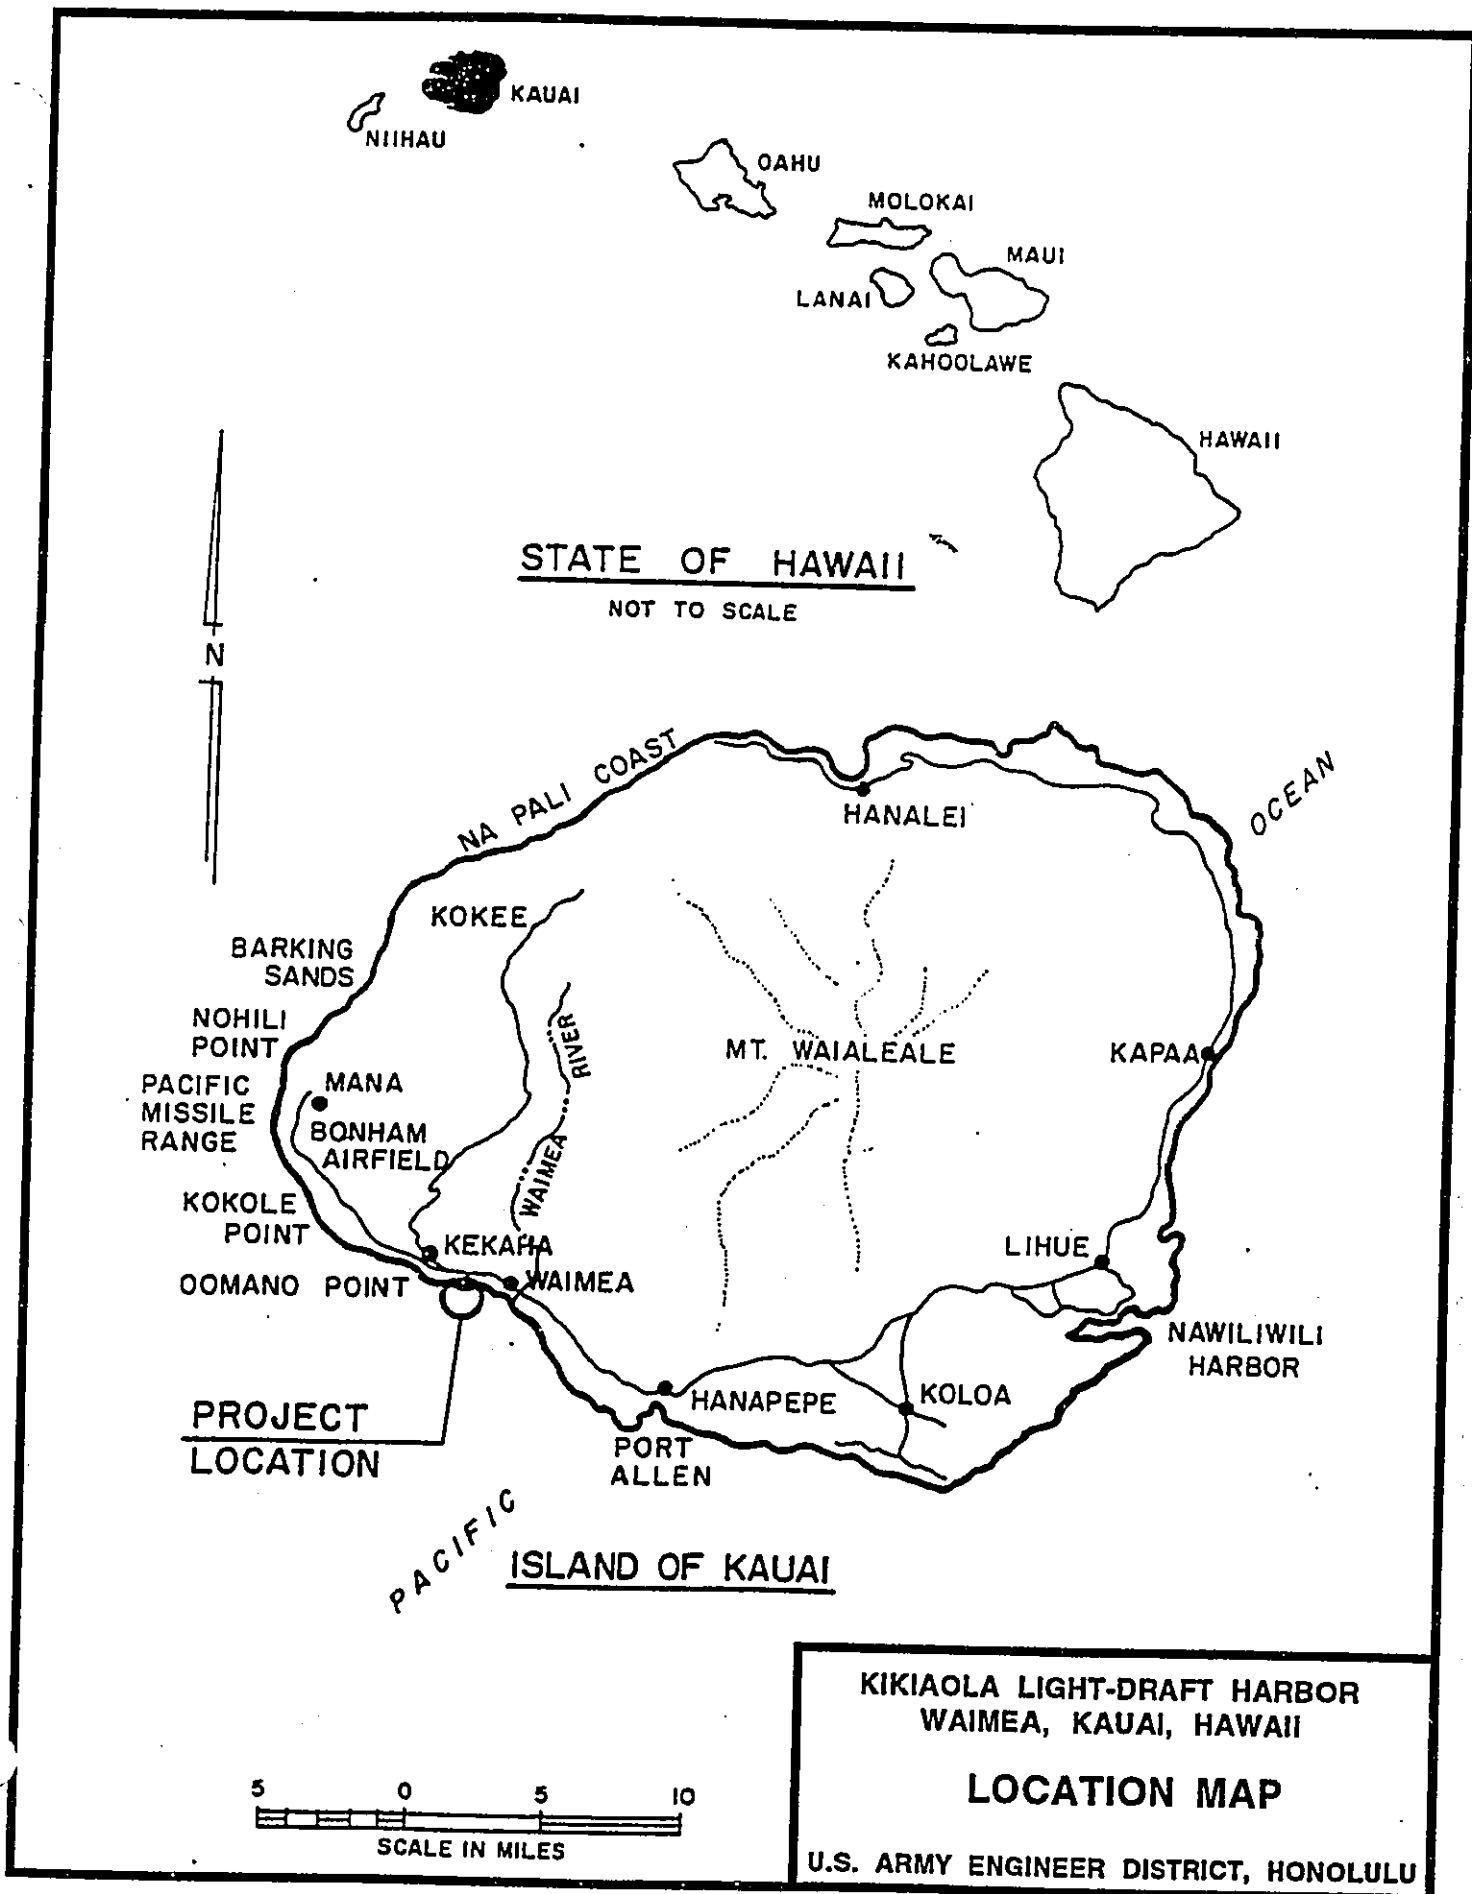 KAUAI
NIIHAU
OAHU
MOLOKAI
MAUI
LANAI
KAHOOLAWE
HAWAII
STATE OF HAWAII
NOT TO SCALE
N
NA PALI COAST
HANALEI
OCEAN
KOKEE
BARKING
SANDS
NOHILI
POINT
RIVER
MT. WAIALEALE
KAPAA
PACIFIC
MISSILE
RANGE
MANA
BONHAM
AIRFIELD
WAIMEA
KOKOLE
POINT
KEKAHA
LIHUE
OOMANO POINT
WAIMEA
NAWILIWILI
HARBOR
HANAPEPE
KOLOA
PROJECT
LOCATION
PORT
ALLEN
PACIFIC
ISLAND OF KAUAI
KIKIAOLA LIGHT-DRAFT HARBOR
WAIMEA, KAUAI, HAWAII
LOCATION MAP
U.S. ARMY ENGINEER DISTRICT, HONOLULU
5 0 5 10
SCALE IN MILES